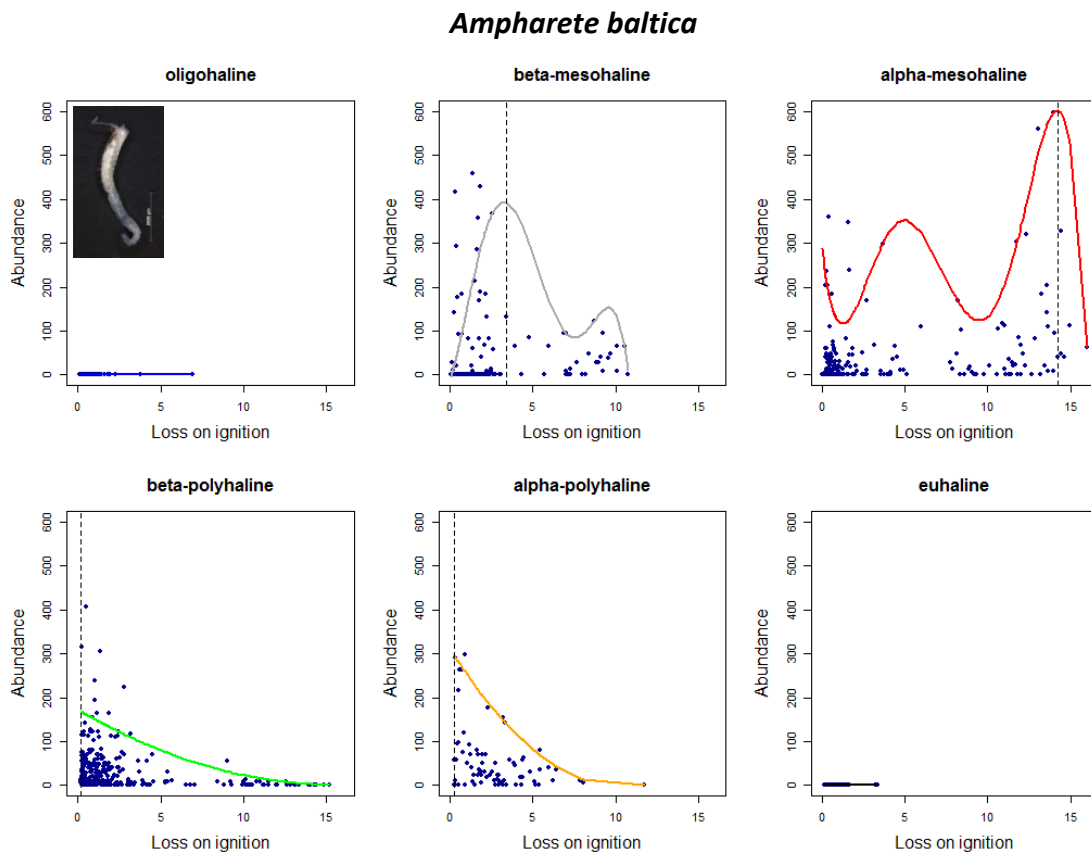 Ampharete baltica
oligohaline
600
500
400
300
200
100
0
Abundance
0 5 10 15
Loss on ignition
beta-mesohaline
600
500
400
300
200
100
0
Abundance
0 5 10 15
Loss on ignition
alpha-mesohaline
600
500
400
300
200
100
0
Abundance
0 5 10 15
Loss on ignition
beta-polyhaline
600
500
400
300
200
100
0
Abundance
0 5 10 15
Loss on ignition
alpha-polyhaline
600
500
400
300
200
100
0
Abundance
0 5 10 15
Loss on ignition
euhaline
600
500
400
300
200
100
0
Abundance
0 5 10 15
Loss on ignition